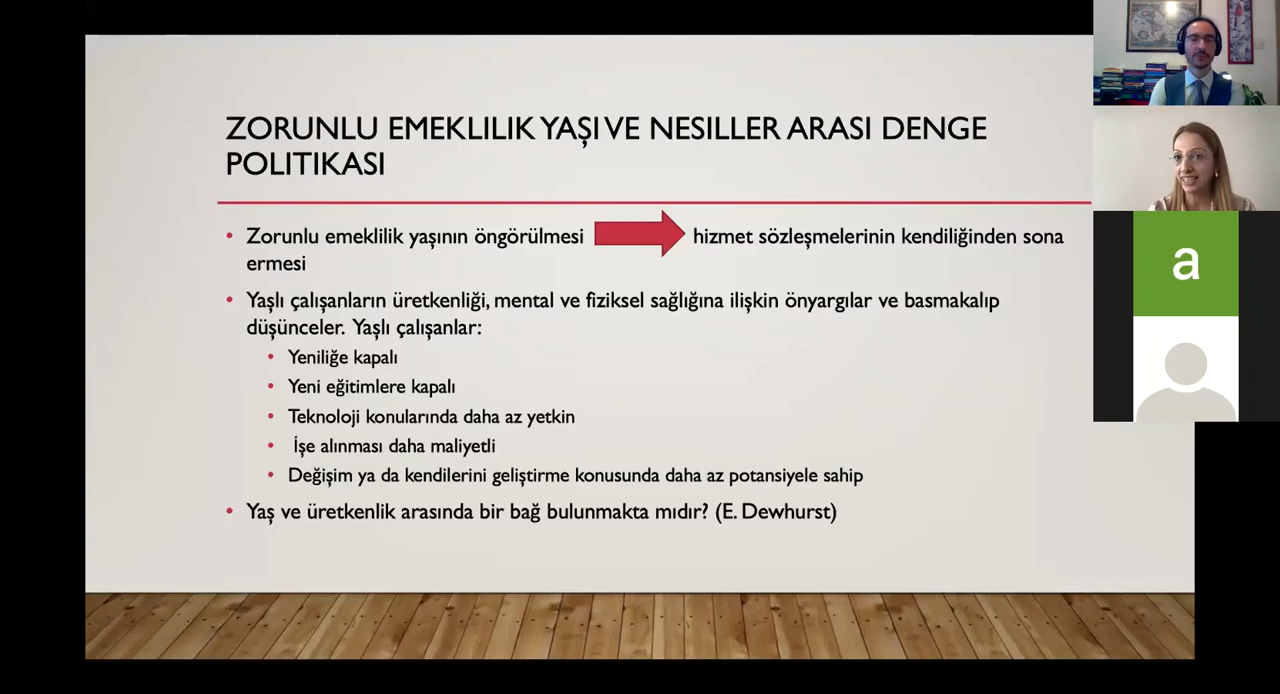 ZORUNLU EMEKLILIK YAŞI VE NESILLER ARASI DENGE
POLITIKASI
• Zorunlu emeklilik yaşının öngörülmesi hizmet sözleşmelerinin kendiliğinden sona
ermesi
• Yaşlı çalışanların üretkenliği, mental ve fiziksel sağlığına ilişkin önyargılar ve basmakalıp
düşünceler. Yaşlı çalışanlar:
• Yeniliğe kapalı
• Yeni eğitimlere kapalı
• Teknoloji konularında daha az yetkin
• İşe alınması daha maliyetli
• Değişim ya da kendilerini geliştirme konusunda daha az potansiyele sahip
• Yaş ve üretkenlik arasında bir bağ bulunmakta mıdır? (E. Dewhurst)
a